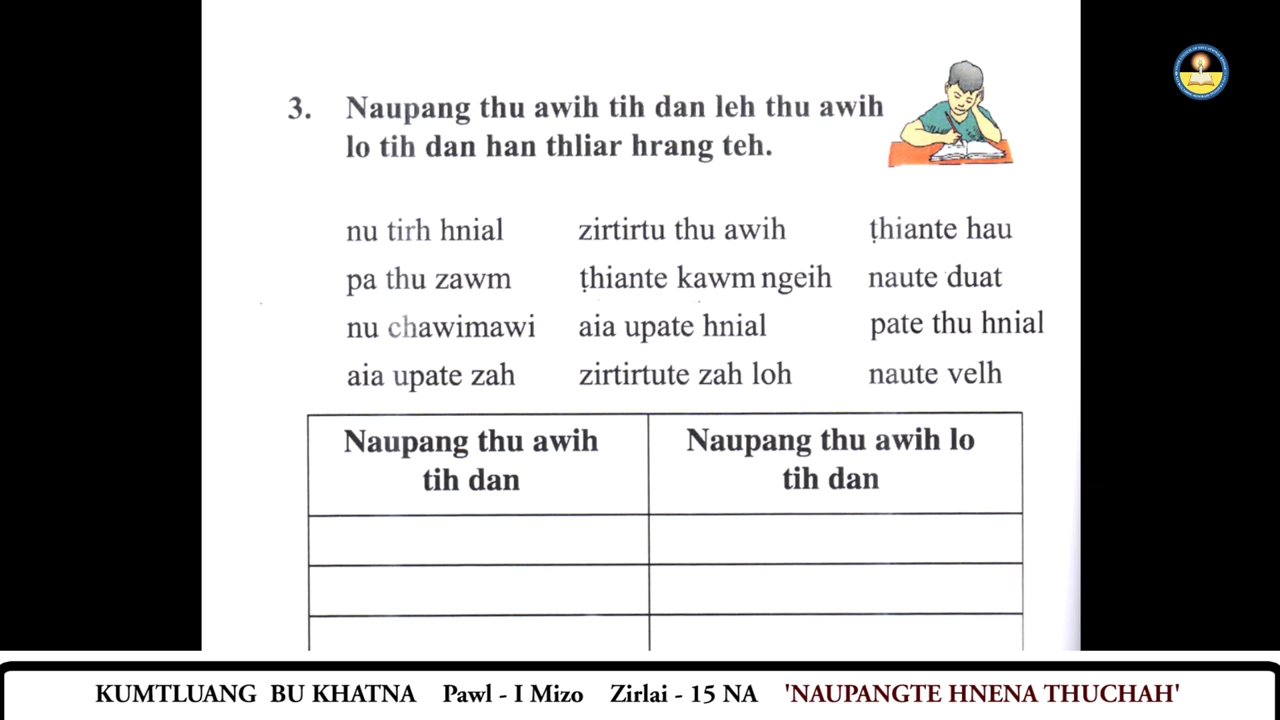 3. Naupang thu awih tih dan leh thu awih
lo tih dan han thliar hrang teh.
nu tirh hnial zirtirtu thu awih ṭhiante hau
pa thu zawm ṭhiante kawm ngeih naute duat
nu chawimawi aia upate hnial pate thu hnial
aia upate zah zirtirtute zah loh naute velh
Naupang thu awih
tih dan
Naupang thu awih lo
tih dan
KUMTLUANG BU KHATNA Pawl - I Mizo Zirlai - 15 NA 'NAUPANGTE HNENA THUCHAH'